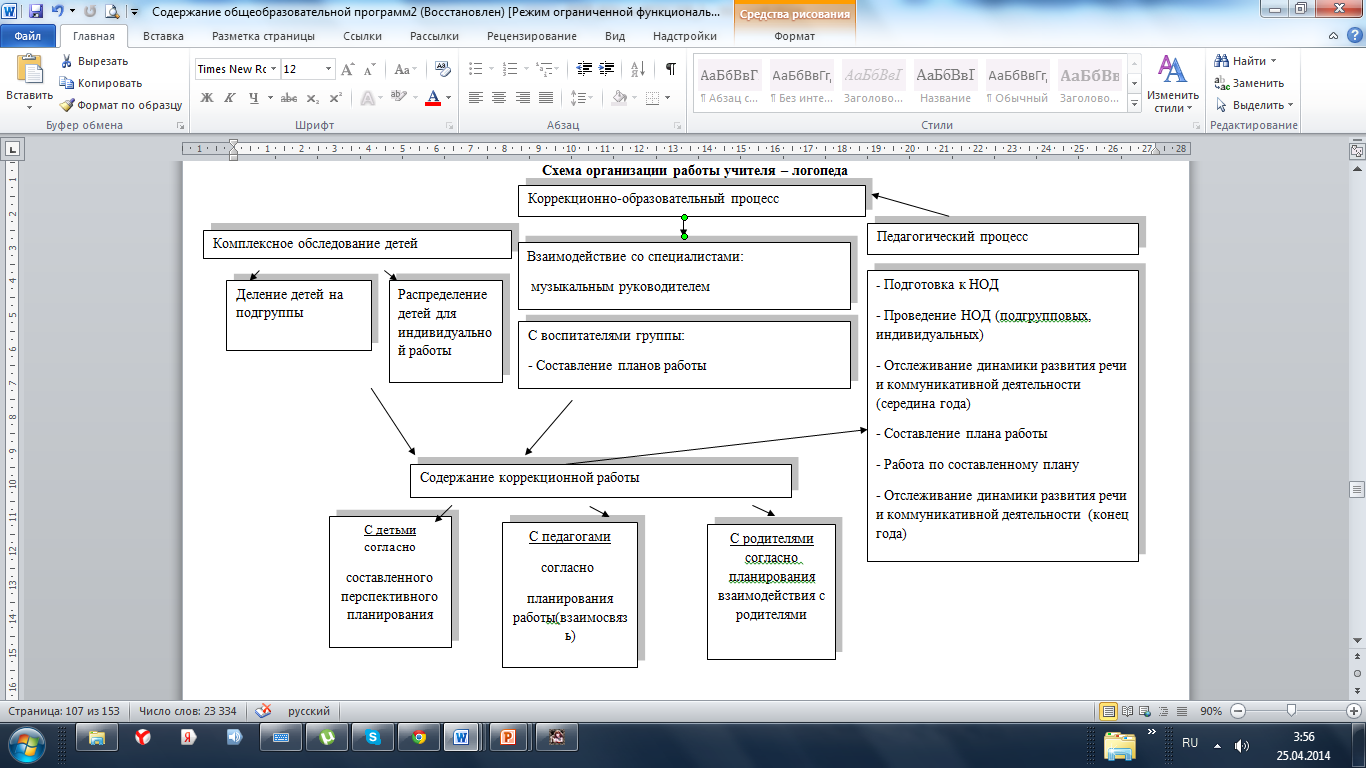 Содержание общеобразовательной программ2 (Восстановлен) [Режим ограниченной функциональ...
Средства рисования
Файл
Главная
Вставка
Разметка страницы
Ссылки
Рассылки
Рецензирование
Вид
Надстройки
Формат
Вставить
Вырезать
Копировать
Формат по образцу
Буфер обмена
Times New Ro
12
Шрифт
Абзац
АаБбВвГ
¶ Абзац с...
АаБбВвГг,
¶ Без инте...
АаБбВвІ
Заголово...
АаБбВвІ
Название
АаБбВвГг,
¶ Обычный
АаБбВв
Заголово...
Стили
Изменить
стили
Найти
Заменить
Выделить
Редактирование
Схема организации работы учителя – логопеда
Коррекционно-образовательный процесс
Комплексное обследование детей
Деление детей на
подгруппы
Распределение
детей для
индивидуально
й работы
Взаимодействие со специалистами:
музыкальным руководителем
С воспитателями группы:
- Составление планов работы
Педагогический процесс
- Подготовка к НОД
- Проведение НОД (подгрупповых,
индивидуальных)
- Отслеживание динамики развития речи
и коммуникативной деятельности
(середина года)
- Составление плана работы
- Работа по составленному плану
- Отслеживание динамики развития речи
и коммуникативной деятельности (конец
года)
Содержание коррекционной работы
С детьми
согласно
составленного
перспективного
планирования
С педагогами
согласно
планирования
работы(взаимосвяз
ь)
С родителями
согласно
планирования
взаимодействия с
родителями
Страница: 107 из 153
Число слов: 23 334
русский
90%
RU
3:56
25.04.2014